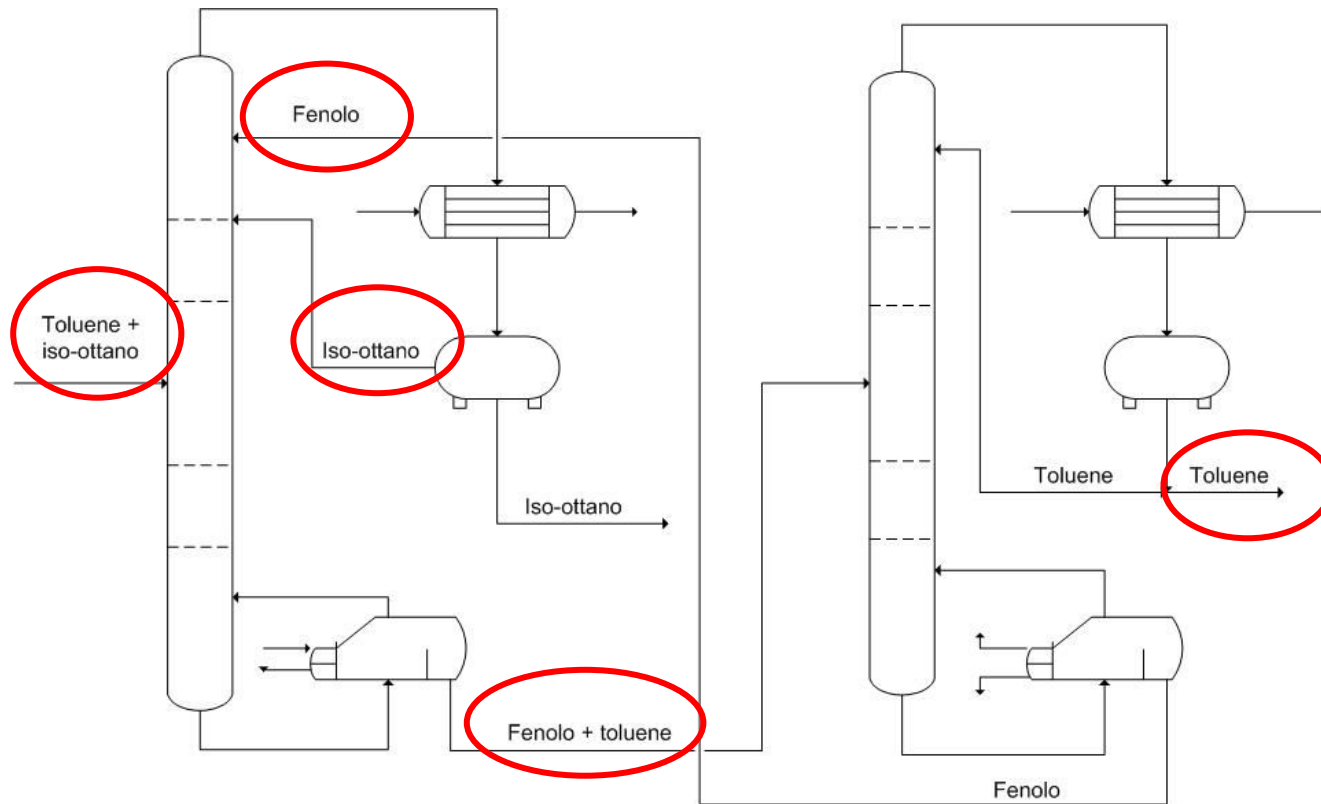 Fenolo
Toluene +
iso-ottano
Iso-ottano
Toluene
Toluene
Iso-ottano
Fenolo + toluene
Fenolo